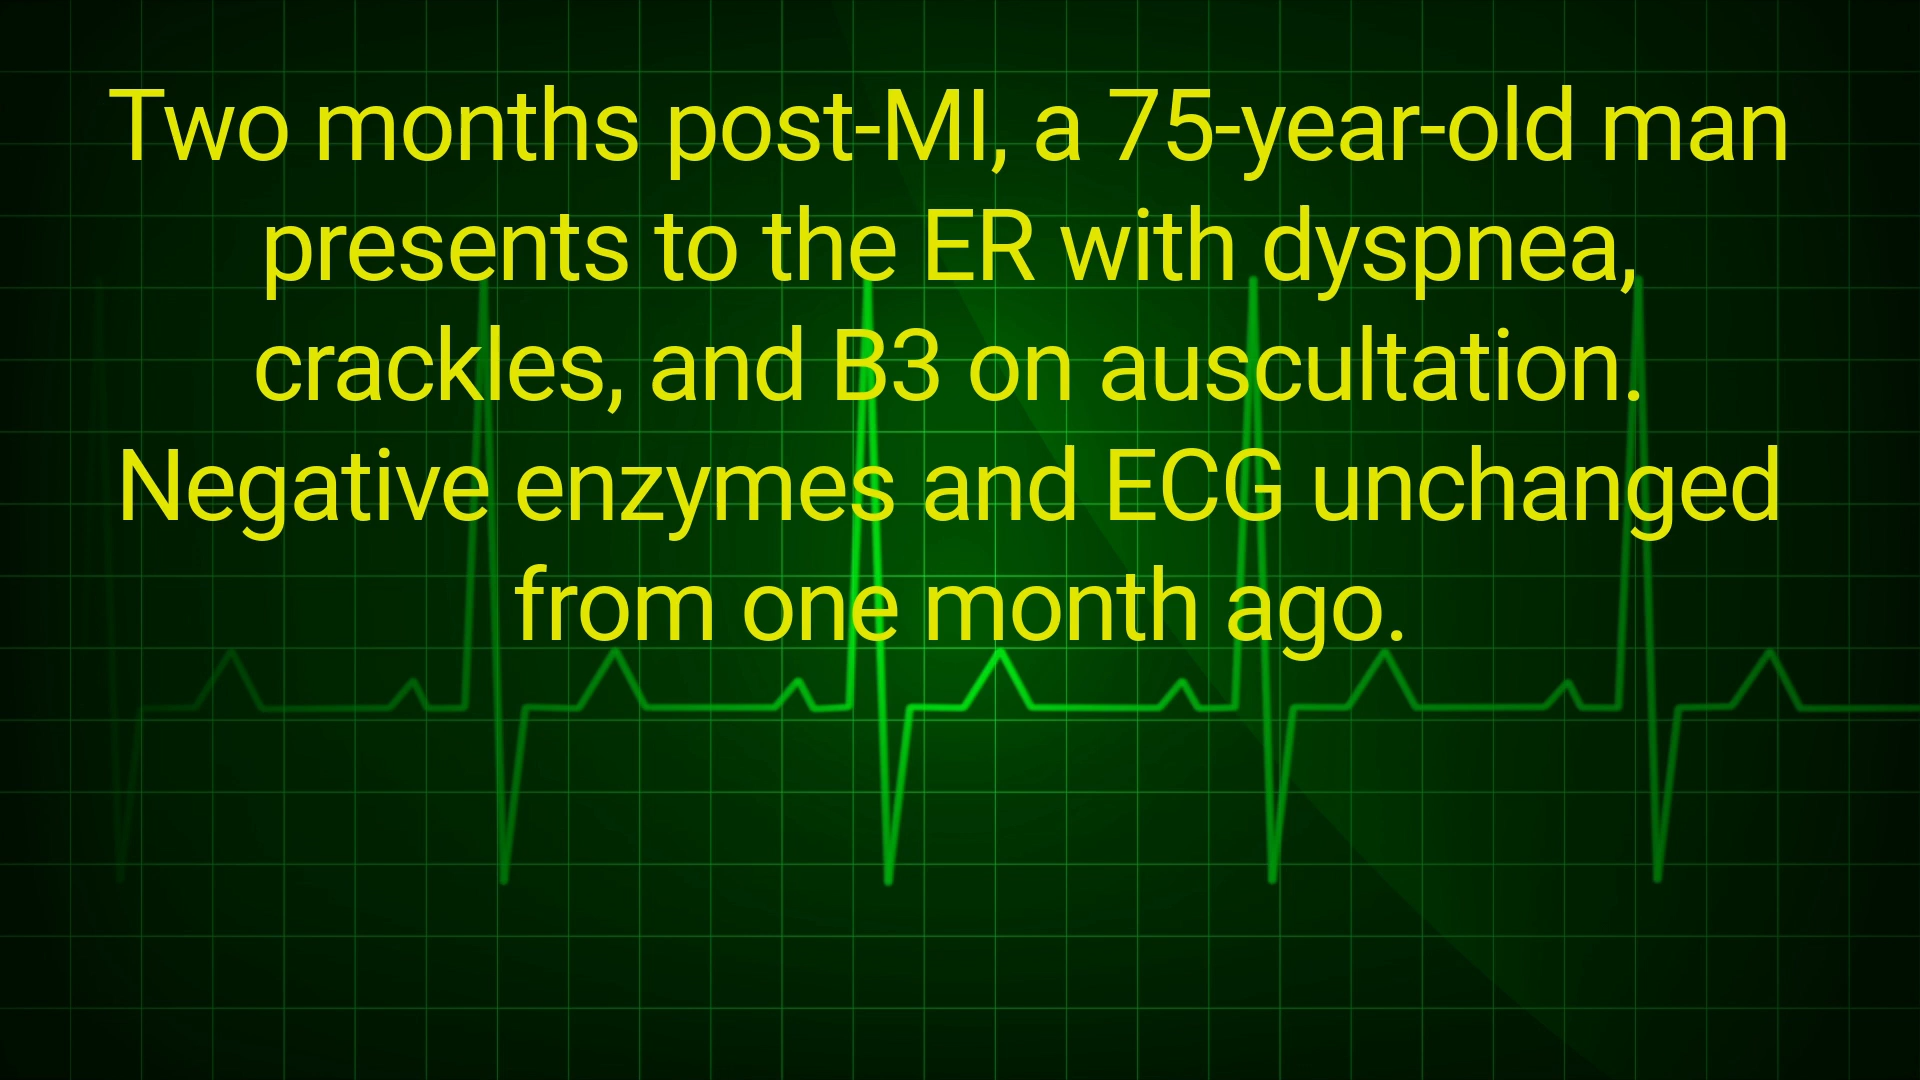 Two months post-MI, a 75-year-old man
presents to the ER with dyspnea,
crackles, and B3 on auscultation.
Negative enzymes and ECG unchanged
from one month ago.